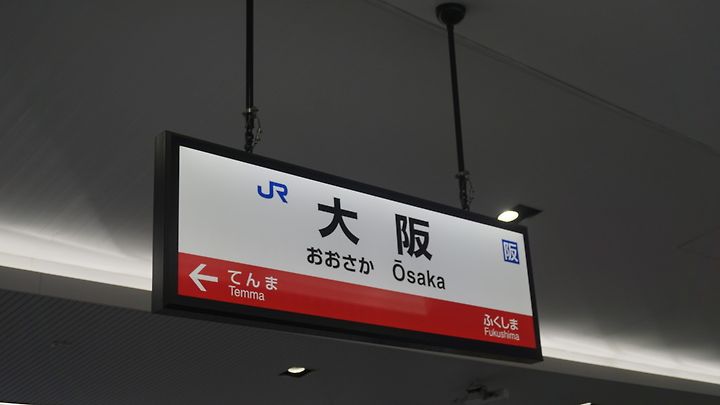 JR
大阪
阪
おおさか Ōsaka
← てんま
Temma
ふくしま
Fukushima